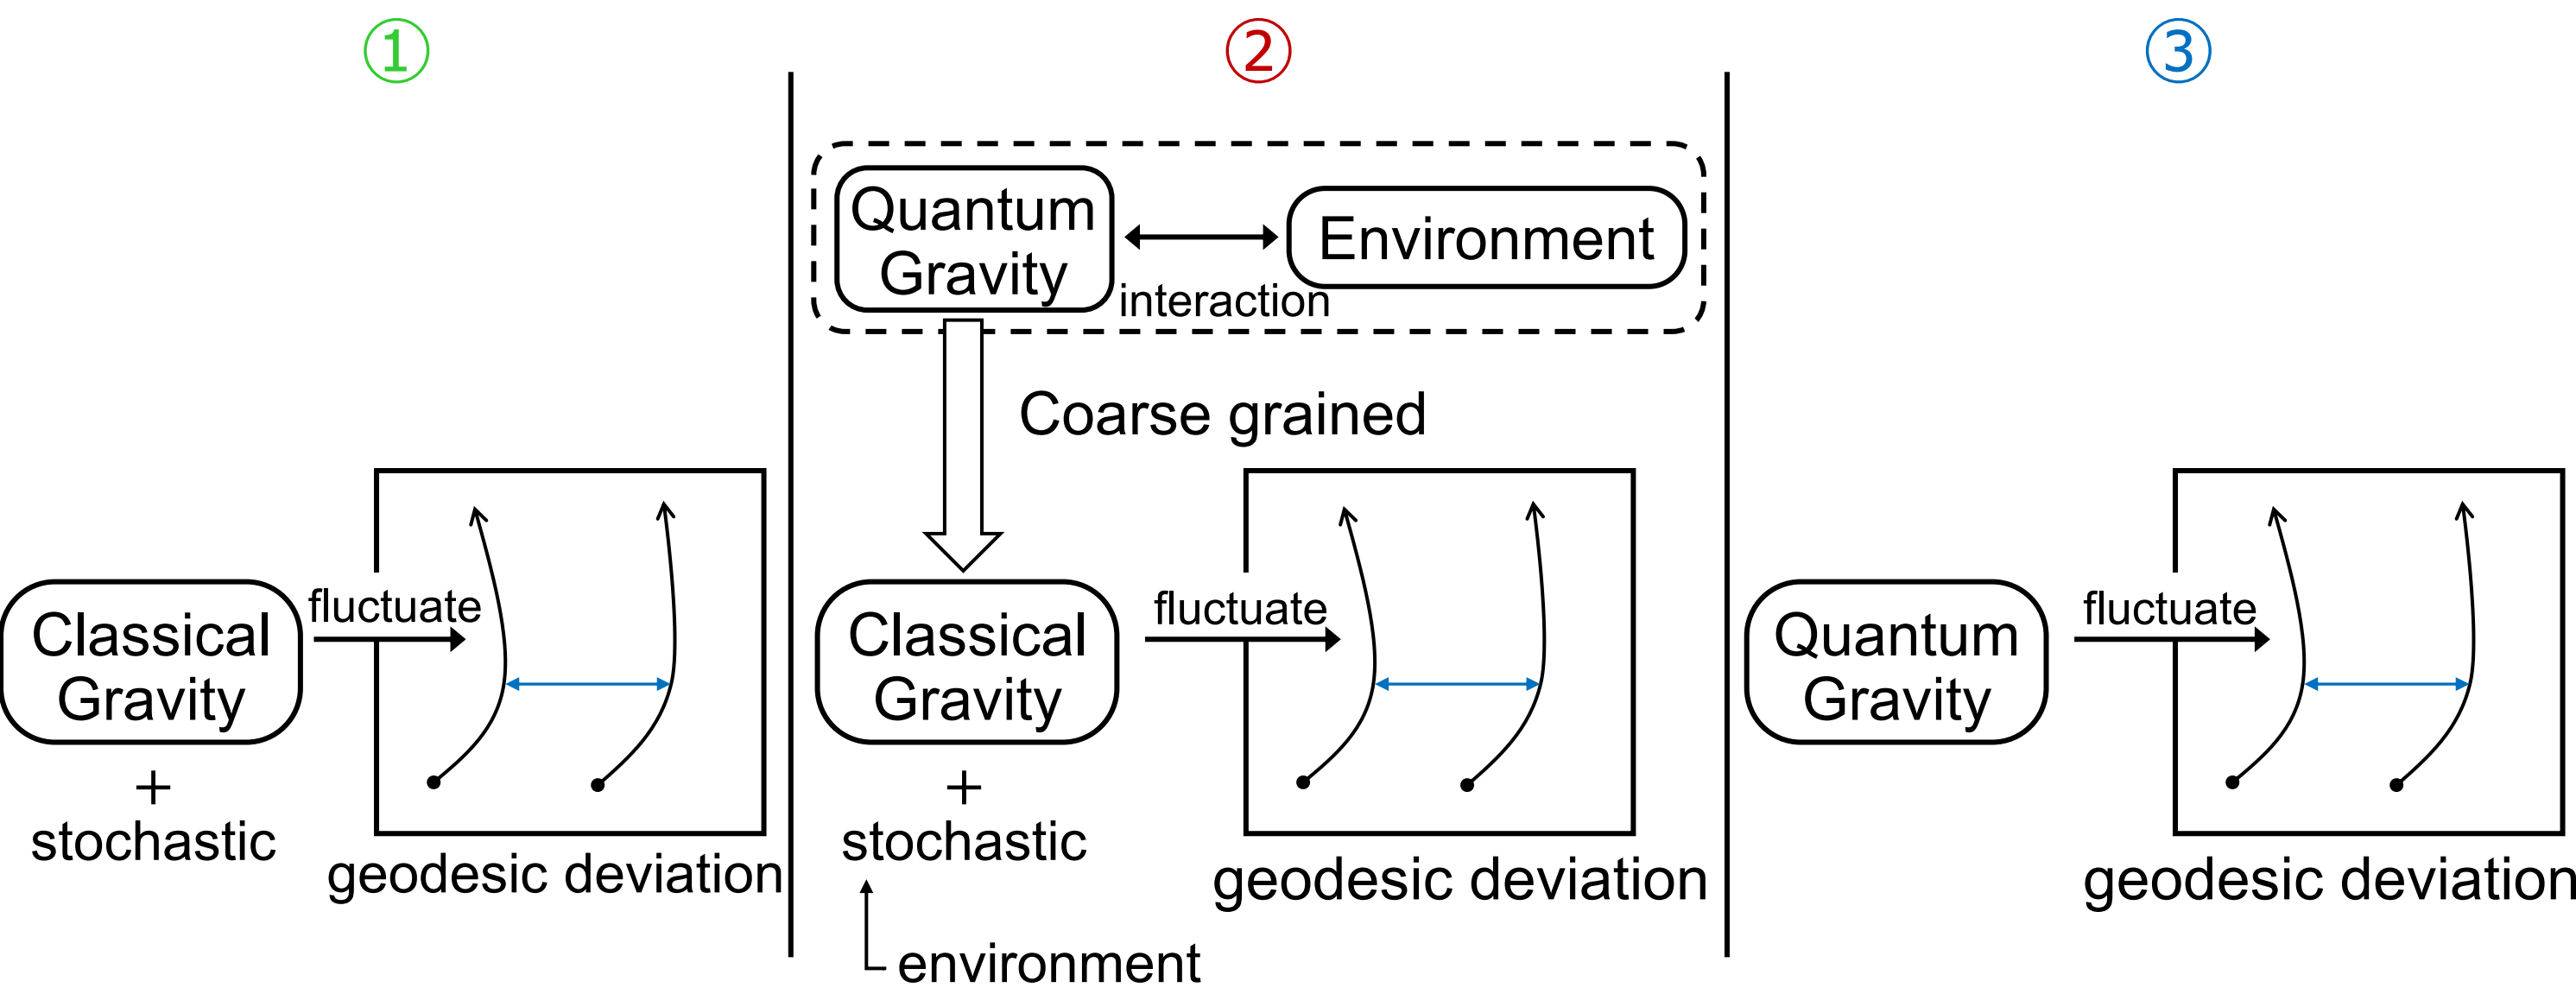 ①
Classical
Gravity
+
stochastic
fluctuate
geodesic deviation
②
Quantum
Gravity
interaction
Environment
Coarse grained
Classical
Gravity
+
stochastic
environment
fluctuate
geodesic deviation
③
Quantum
Gravity
fluctuate
geodesic deviation